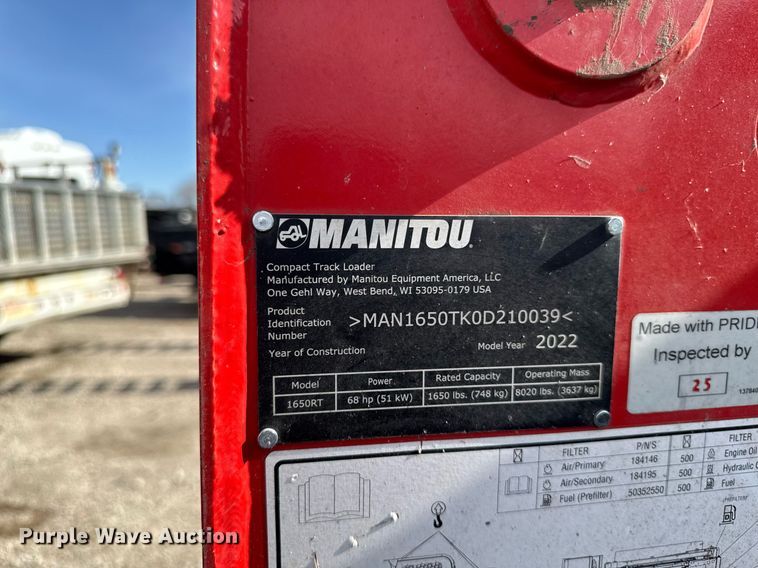 MANITOU
Compact Track Loader
Manufactured by Manitou Equipment America, LLC
One Gehl Way, West Bend, WI 53095-0179 USA
Product
Identification >MAN1650TK0D210039<
Number
Year of Construction Model Year 2022
Model Power Rated Capacity Operating Mass
1650RT 68 hp (51 kW) 1650 lbs. (748 kg) 8020 lbs. (3637 kg)
Made with PRID
Inspected by
25
137840
FILTER P/N'S FILTER
Air/Primary 184146 500 Engine Oil
Air/Secondary 184195 500 Hydraulic
Fuel (Prefilter) 50352550 500 Fuel
Purple Wave Auction